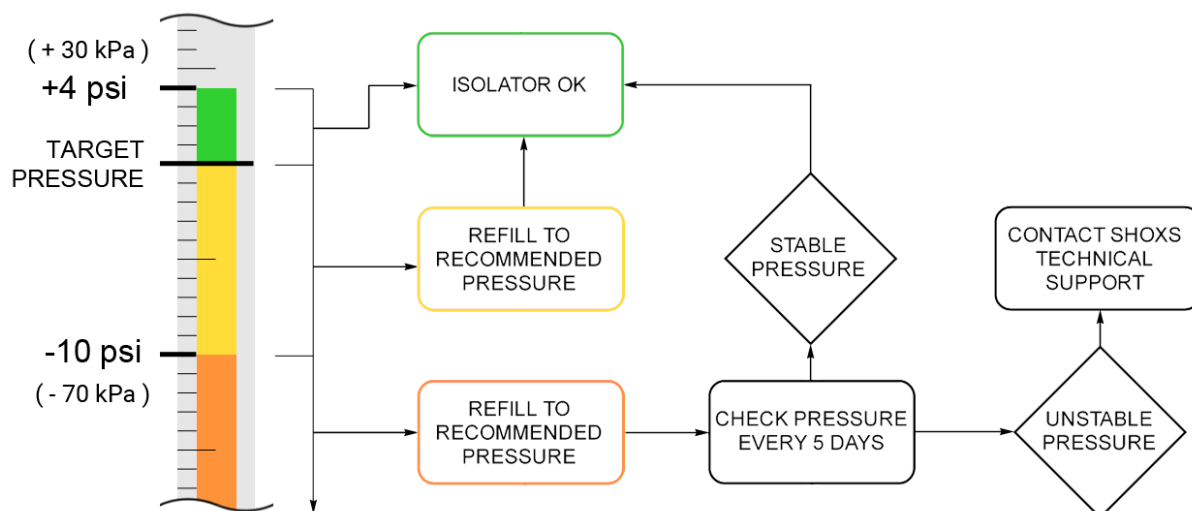 ( + 30 kPa )
+4 psi
TARGET
PRESSURE
-10 psi
( - 70 kPa )
ISOLATOR OK
REFILL TO
RECOMMENDED
PRESSURE
STABLE
PRESSURE
CONTACT SHOXS
TECHNICAL
SUPPORT
REFILL TO
RECOMMENDED
PRESSURE
CHECK PRESSURE
EVERY 5 DAYS
UNSTABLE
PRESSURE